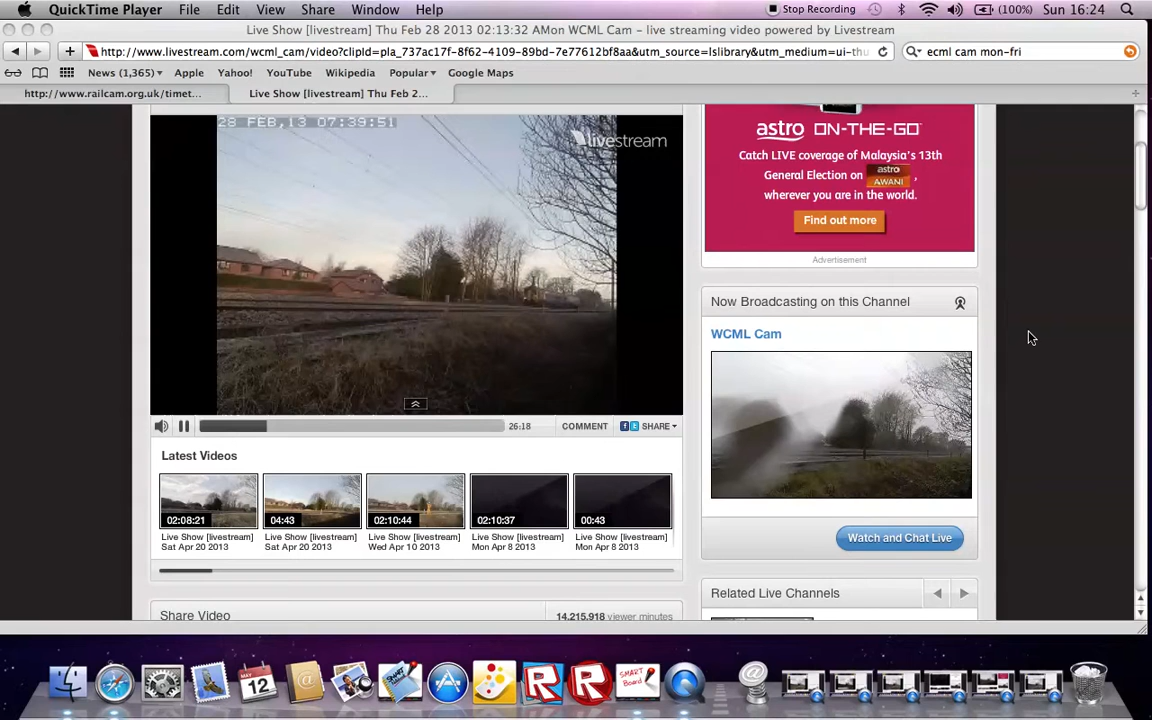 QuickTime Player File Edit View Share Window Help Stop Recording (100%) Sun 16:24
Live Show [livestream] Thu Feb 28 2013 02:13:32 AMon WCML Cam – live streaming video powered by Livestream
http://www.livestream.com/wcml_cam/video?clipId=pla_737ac17f-8f62-4109-89bd-7e77612bf8aa&utm_source=lslibrary&utm_medium=ui-thu ecml cam mon-fri
News (1,365) Apple Yahoo! YouTube Wikipedia Popular Google Maps
http://www.railcam.org.uk/timet... Live Show [livestream] Thu Feb 2...
28 FEB,13 07:39:51
livestream
astro ON-THE-GO
Catch LIVE coverage of Malaysia's 13th
General Election on astro AWANI ,
wherever you are in the world.
Find out more
Advertisement
Now Broadcasting on this Channel
WCML Cam
26:18 COMMENT SHARE
Latest Videos
02:08:21 04:43 02:10:44 02:10:37 00:43
Live Show [livestream] Live Show [livestream] Live Show [livestream] Live Show [livestream] Live Show [livestream]
Sat Apr 20 2013 Sat Apr 20 2013 Wed Apr 10 2013 Mon Apr 8 2013 Mon Apr 8 2013
Watch and Chat Live
Related Live Channels
Share Video 14,215,918 viewer minutes
MAY
12
SMART
Board